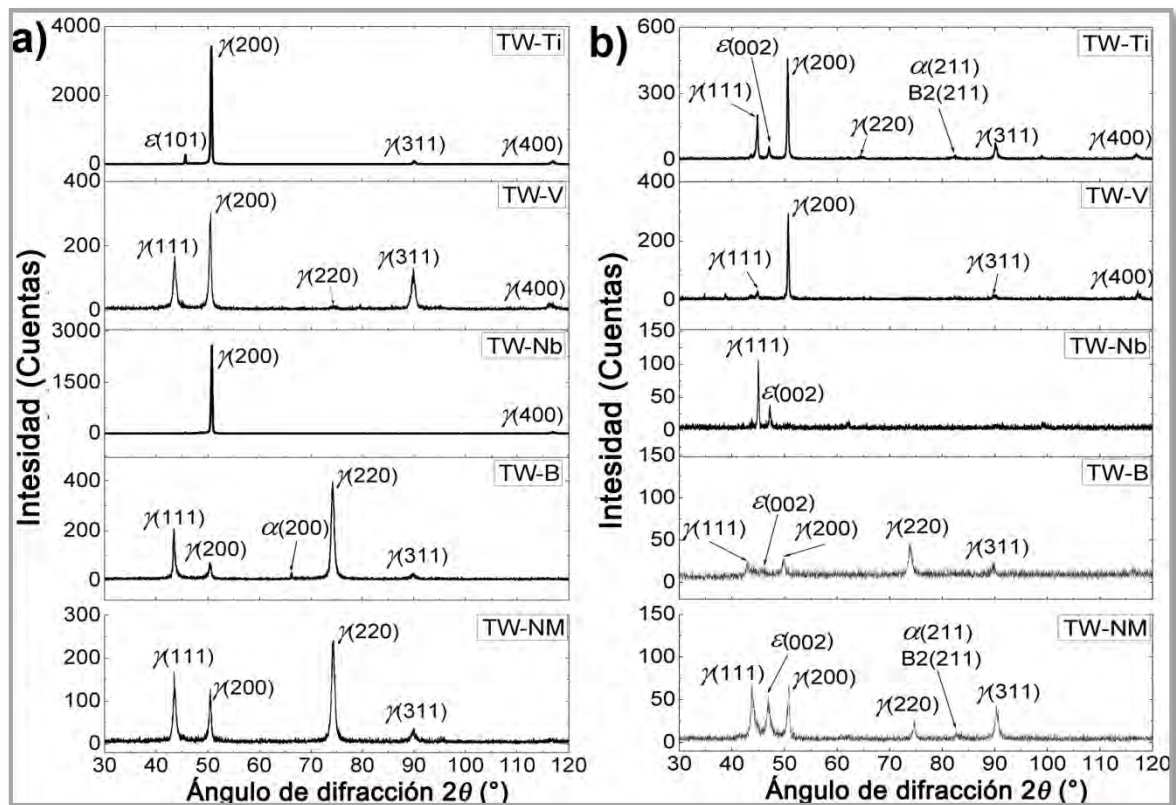 a)
Intesidad (Cuentas)
4000
2000
0
TW-Ti
γ(200)
ε(101)
γ(311)
γ(400)
400
200
0
TW-V
γ(111)
γ(200)
γ(220)
γ(311)
γ(400)
3000
1500
0
TW-Nb
γ(200)
γ(400)
400
200
0
TW-B
γ(111)
γ(200)
α(200)
γ(220)
γ(311)
300
200
100
0
TW-NM
γ(111)
γ(200)
γ(220)
γ(311)
30 40 50 60 70 80 90 100 110 120
Ángulo de difracción 2θ (°)
b)
Intesidad (Cuentas)
600
300
0
TW-Ti
γ(111)
ε(002)
γ(200)
γ(220)
α(211)
B2(211)
γ(311)
γ(400)
400
200
0
TW-V
γ(111)
γ(200)
γ(311)
γ(400)
150
100
50
0
TW-Nb
γ(111)
ε(002)
150
100
50
0
TW-B
γ(111)
ε(002)
γ(200)
γ(220)
γ(311)
150
100
50
0
TW-NM
γ(111)
ε(002)
γ(200)
γ(220)
α(211)
B2(211)
γ(311)
30 40 50 60 70 80 90 100 110 120
Ángulo de difracción 2θ (°)